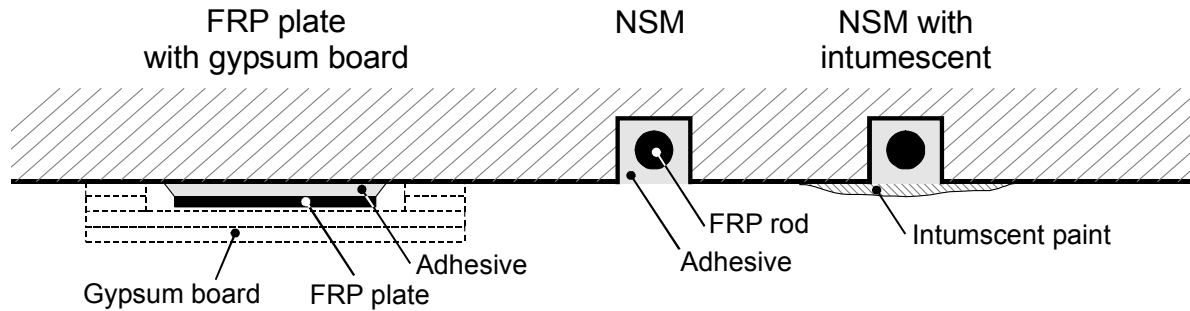 FRP plate
with gypsum board
NSM
NSM with
intumescent
FRP rod
Adhesive
Intumscent paint
Adhesive
FRP plate
Gypsum board